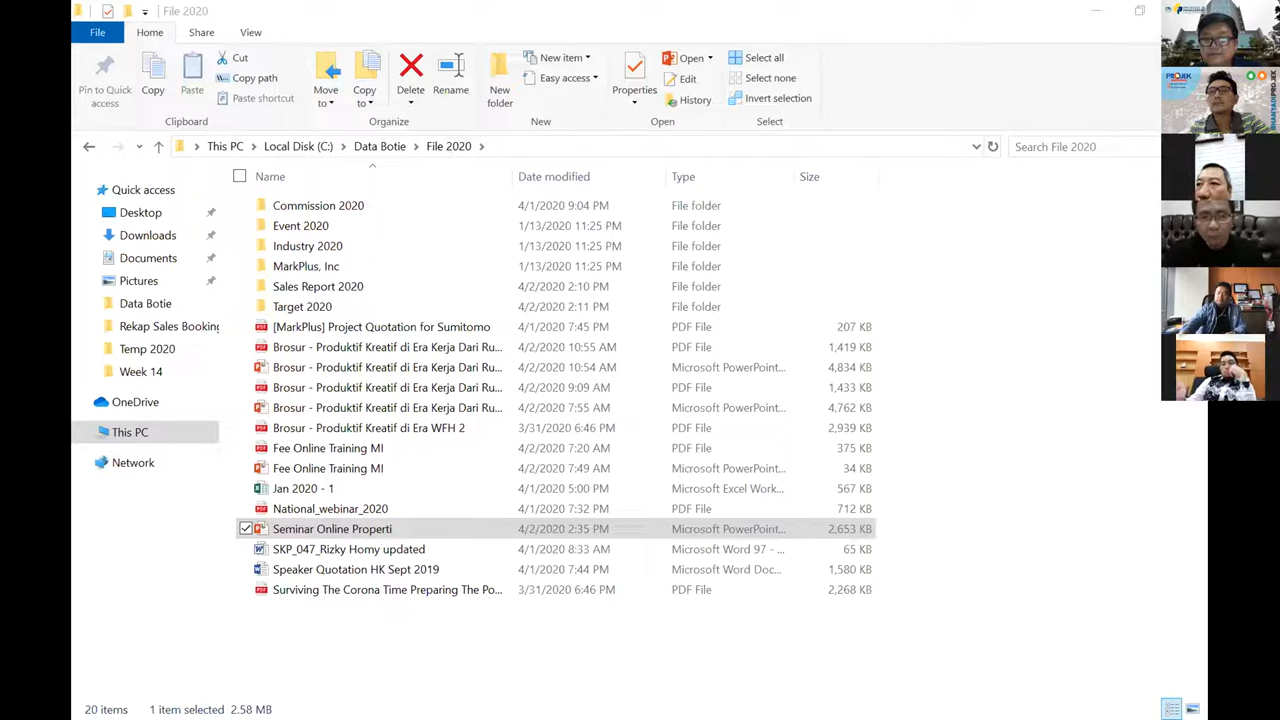 File 2020
File Home Share View
Pin to Quick access
Copy
Paste
Cut
Copy path
Paste shortcut
Clipboard
Move to
Copy to
Delete
Rename
Organize
New folder
New item
Easy access
New
Properties
Open
Edit
History
Open
Select all
Select none
Invert selection
Select
This PC Local Disk (C:) Data Botie File 2020
Search File 2020
Quick access
Desktop
Downloads
Documents
Pictures
Data Botie
Rekap Sales Booking
Temp 2020
Week 14
OneDrive
This PC
Network
Name Date modified Type Size
Commission 2020 4/1/2020 9:04 PM File folder
Event 2020 1/13/2020 11:25 PM File folder
Industry 2020 1/13/2020 11:25 PM File folder
MarkPlus, Inc 1/13/2020 11:25 PM File folder
Sales Report 2020 4/2/2020 2:10 PM File folder
Target 2020 4/2/2020 2:11 PM File folder
[MarkPlus] Project Quotation for Sumitomo 4/1/2020 7:45 PM PDF File 207 KB
Brosur - Produktif Kreatif di Era Kerja Dari Ru... 4/2/2020 10:55 AM PDF File 1,419 KB
Brosur - Produktif Kreatif di Era Kerja Dari Ru... 4/2/2020 10:54 AM Microsoft PowerPoint... 4,834 KB
Brosur - Produktif Kreatif di Era Kerja Dari Ru... 4/2/2020 9:09 AM PDF File 1,433 KB
Brosur - Produktif Kreatif di Era Kerja Dari Ru... 4/2/2020 7:55 AM Microsoft PowerPoint... 4,762 KB
Brosur - Produktif Kreatif di Era WFH 2 3/31/2020 6:46 PM PDF File 2,939 KB
Fee Online Training MI 4/2/2020 7:20 AM PDF File 375 KB
Fee Online Training MI 4/2/2020 7:49 AM Microsoft PowerPoint... 34 KB
Jan 2020 - 1 4/1/2020 5:00 PM Microsoft Excel Work... 567 KB
National_webinar_2020 4/1/2020 7:32 PM PDF File 712 KB
Seminar Online Properti 4/2/2020 2:35 PM Microsoft PowerPoint... 2,653 KB
SKP_047_Rizky Homy updated 4/1/2020 8:33 AM Microsoft Word 97 - ... 65 KB
Speaker Quotation HK Sept 2019 4/1/2020 7:44 PM Microsoft Word Doc... 1,580 KB
Surviving The Corona Time Preparing The Po... 3/31/2020 6:46 PM PDF File 2,268 KB
20 items 1 item selected 2.58 MB
PROJEK